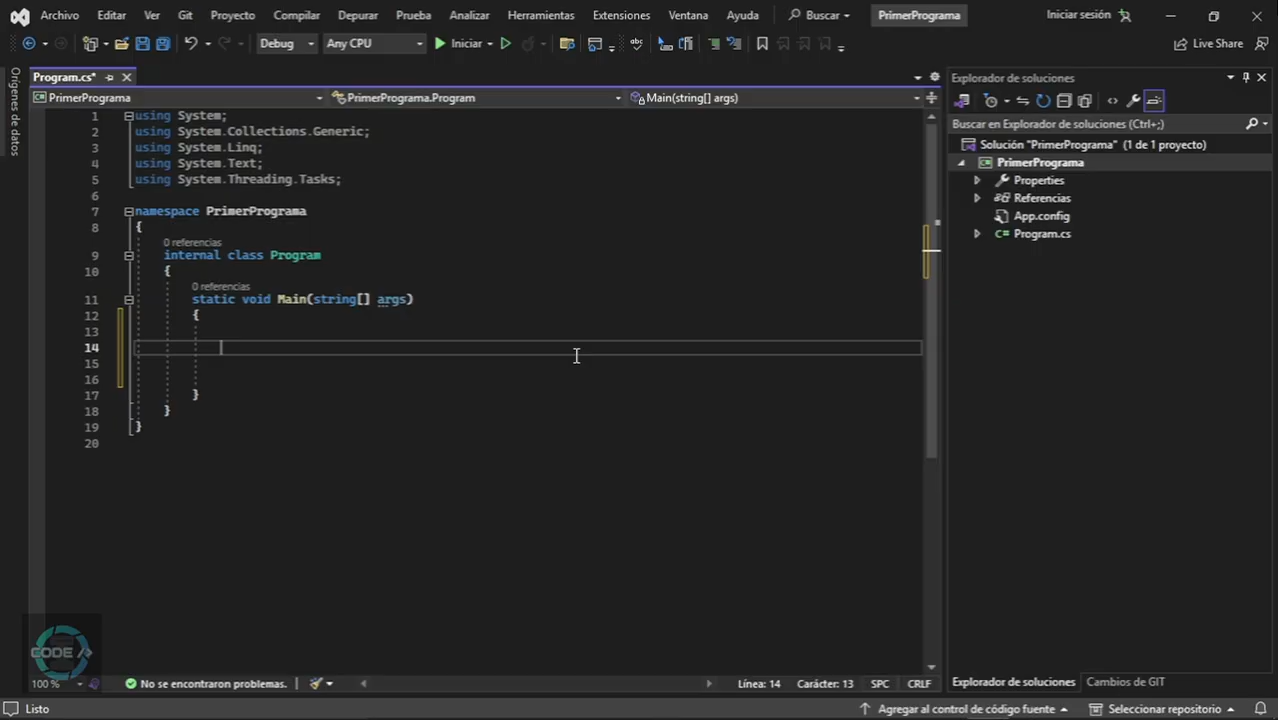 Archivo Editar Ver Git Proyecto Compilar Depurar Prueba Analizar Herramientas Extensiones Ventana Ayuda Buscar PrimerPrograma Iniciar sesión
Debug Any CPU Iniciar Live Share
Orígenes de datos
Program.cs*
PrimerPrograma PrimerPrograma.Program Main(string[] args)
1 using System;
2 using System.Collections.Generic;
3 using System.Linq;
4 using System.Text;
5 using System.Threading.Tasks;
6
7 namespace PrimerPrograma
8 {
0 referencias
9 internal class Program
10 {
0 referencias
11 static void Main(string[] args)
12 {
13
14
15
16
17 }
18 }
19 }
20
100 % No se encontraron problemas. Línea: 14 Carácter: 13 SPC CRLF
Explorador de soluciones
Buscar en Explorador de soluciones (Ctrl+;)
Solución "PrimerPrograma" (1 de 1 proyecto)
PrimerPrograma
Properties
Referencias
App.config
C# Program.cs
Explorador de soluciones Cambios de GIT
CODE />
Listo Agregar al control de código fuente Seleccionar repositorio